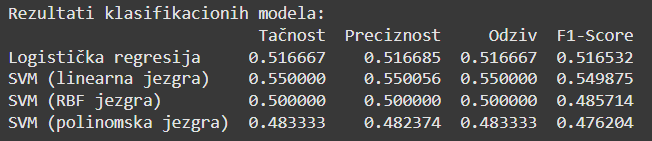 Rezultati klasifikacionih modela:
Tačnost Preciznost Odziv F1-Score
Logistička regresija 0.516667 0.516685 0.516667 0.516532
SVM (linearna jezgra) 0.550000 0.550056 0.550000 0.549875
SVM (RBF jezgra) 0.500000 0.500000 0.500000 0.485714
SVM (polinomska jezgra) 0.483333 0.482374 0.483333 0.476204